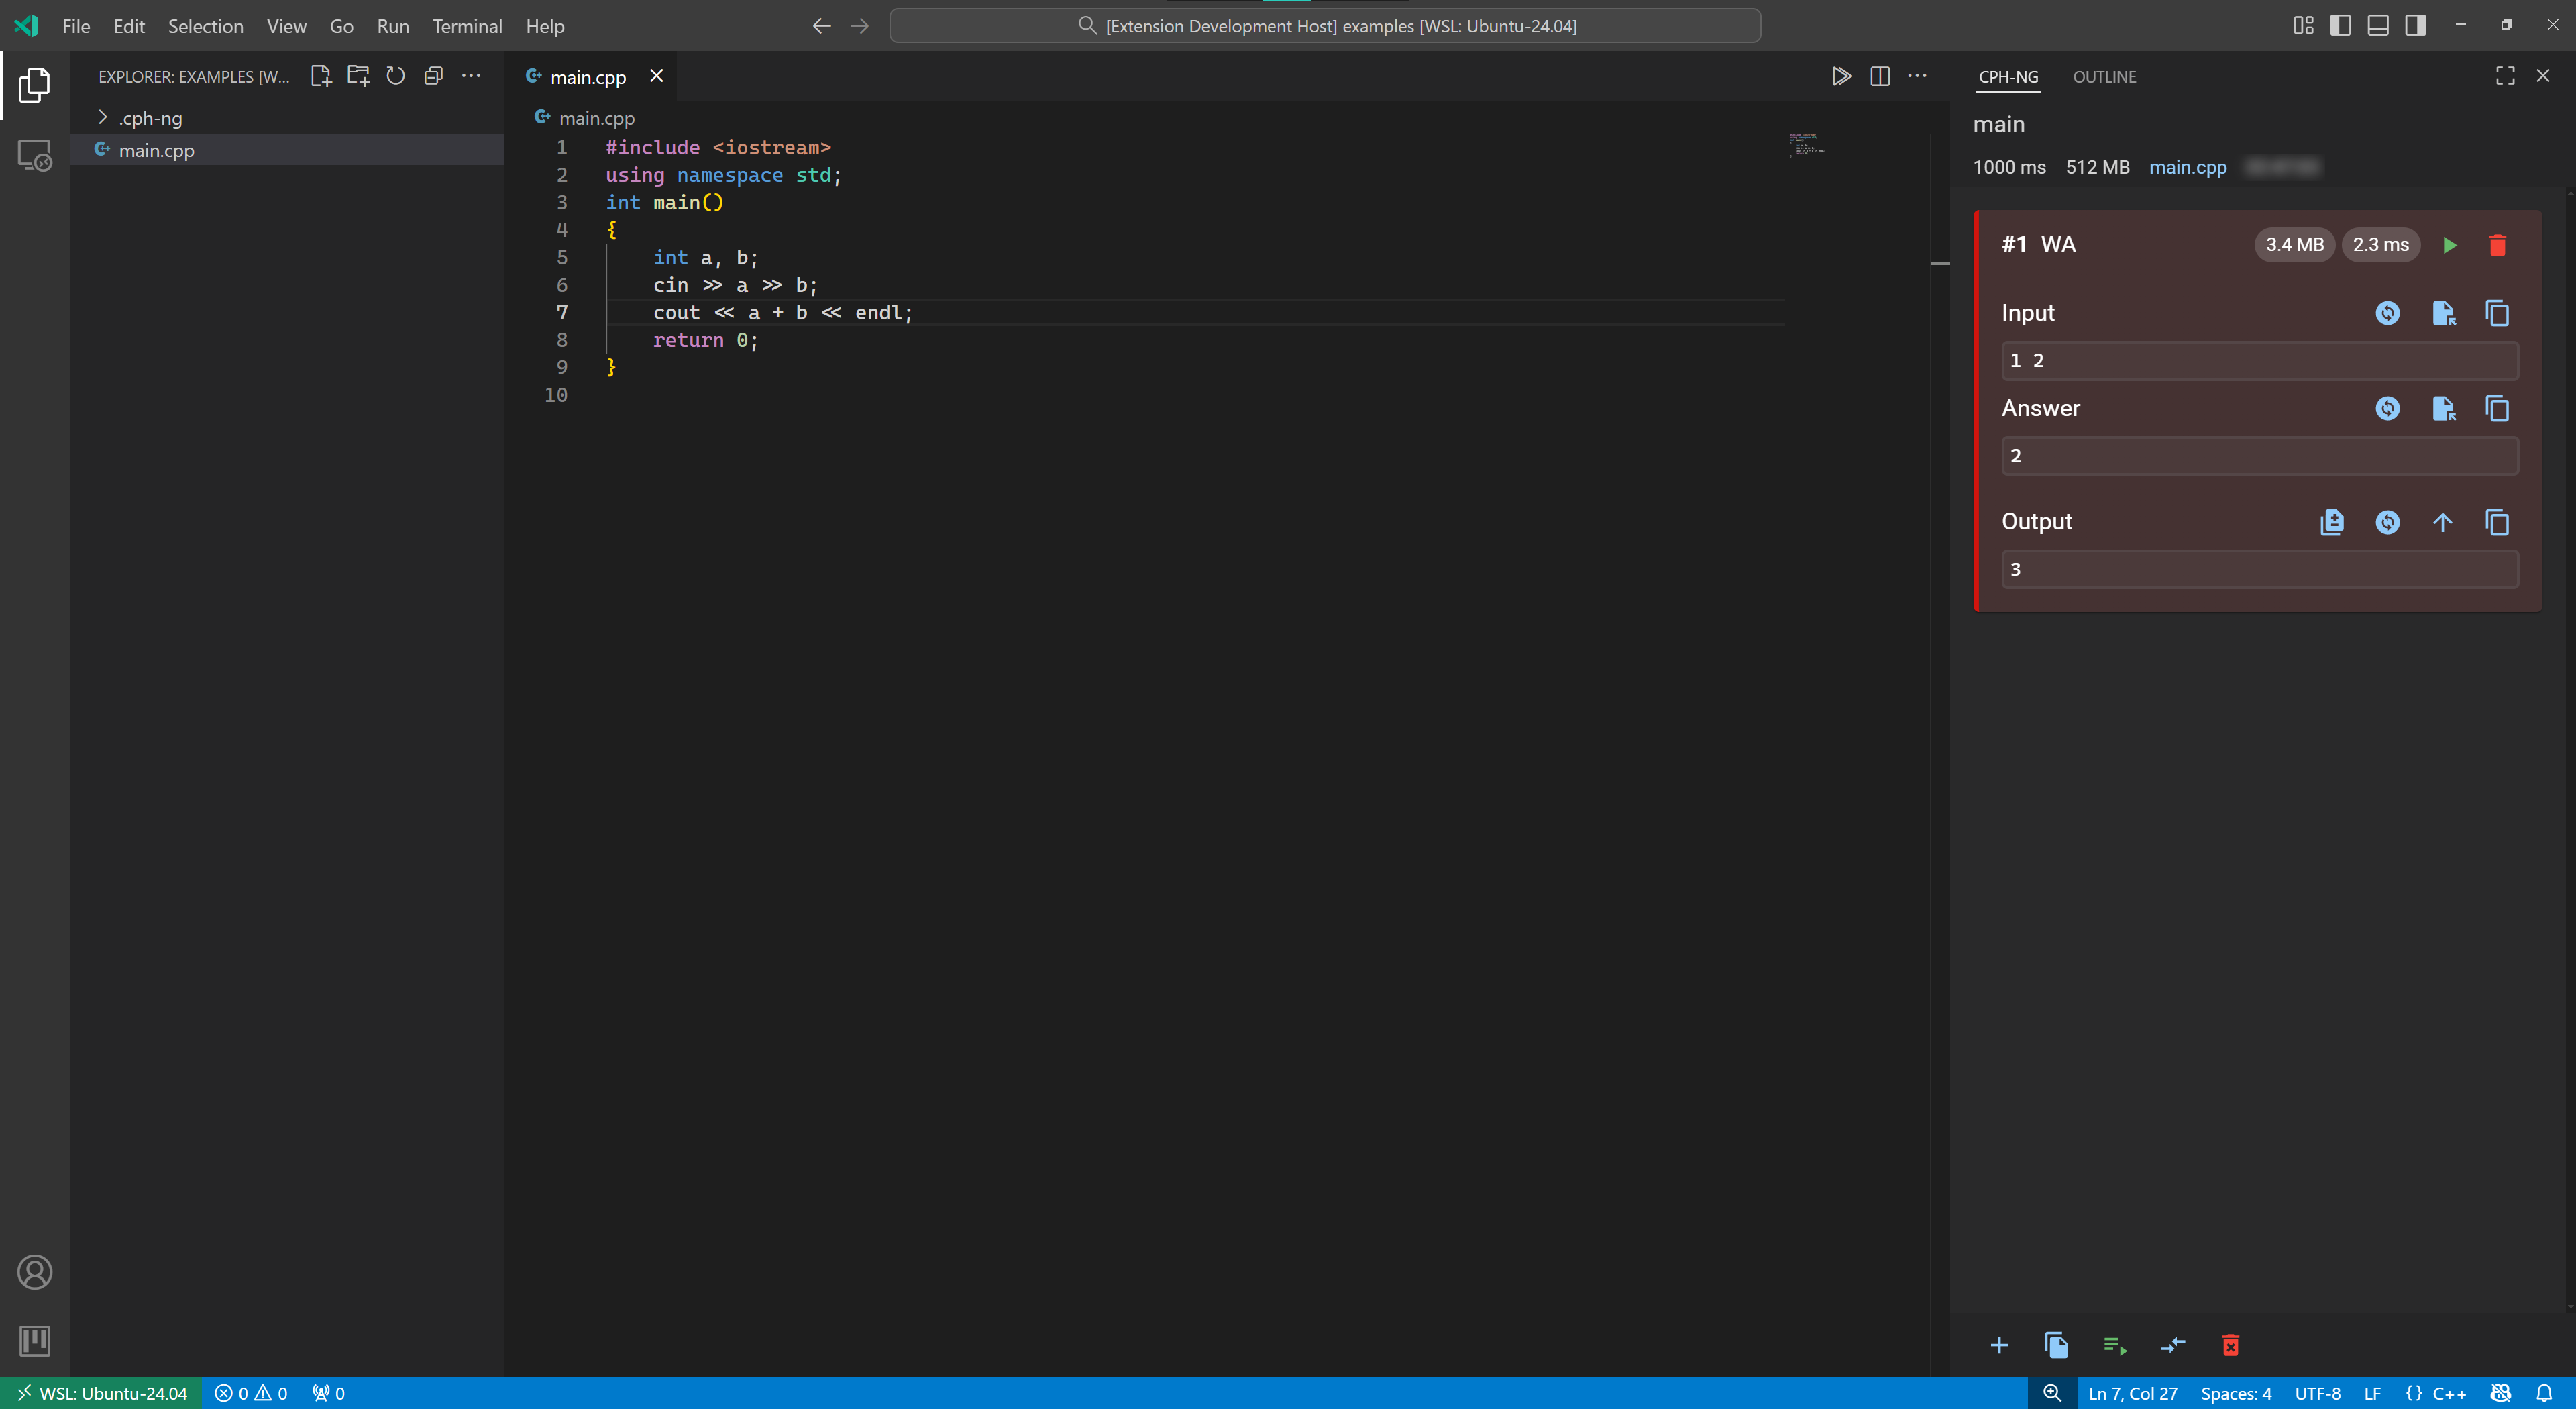 File Edit Selection View Go Run Terminal Help
[Extension Development Host] examples [WSL: Ubuntu-24.04]
EXPLORER: EXAMPLES [W...
.cph-ng
main.cpp
main.cpp
main.cpp
1 #include <iostream>
2 using namespace std;
3 int main()
4 {
5 int a, b;
6 cin >> a >> b;
7 cout << a + b << endl;
8 return 0;
9 }
10
CPH-NG OUTLINE
main
1000 ms 512 MB main.cpp
#1 WA 3.4 MB 2.3 ms
Input
1 2
Answer
2
Output
3
WSL: Ubuntu-24.04 0 0 0
Ln 7, Col 27 Spaces: 4 UTF-8 LF {} C++